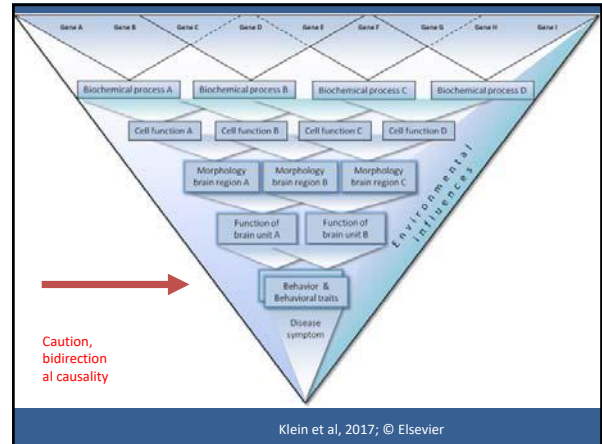 Gene A Gene B Gene C Gene D Gene E Gene F Gene G Gene H Gene I
Biochemical process A Biochemical process B Biochemical process C Biochemical process D
Cell function A Cell function B Cell function C Cell function D
Morphology Morphology Morphology
brain region A brain region B brain region C
Function of Function of
brain unit A brain unit B
Environmental
influences
Behavior &
Behavioral traits
Disease
symptom
Caution,
bidirection
al causality
Klein et al, 2017; © Elsevier